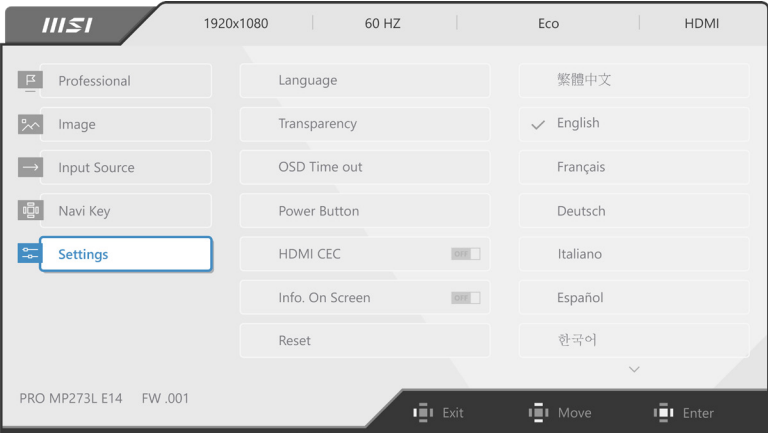 msi
1920x1080 60 HZ Eco HDMI
Professional
Image
Input Source
Navi Key
Settings
Language
Transparency
OSD Time out
Power Button
HDMI CEC OFF
Info. On Screen OFF
Reset
繁體中文
English
Français
Deutsch
Italiano
Español
한국어
PRO MP273L E14 FW .001
Exit Move Enter